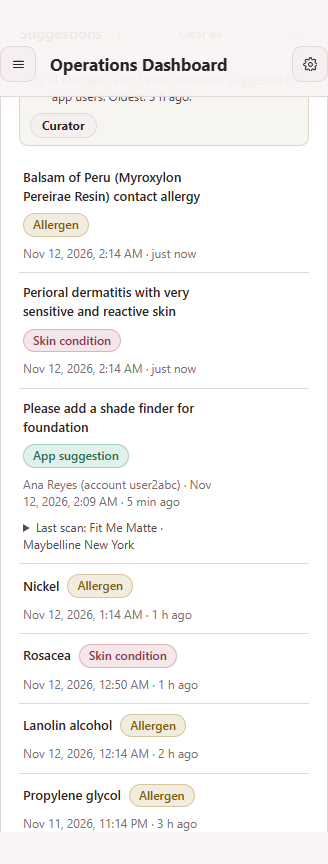 Suggestions
Clear all
Operations Dashboard
app users. Oldest: 3 h ago.
Curator
Balsam of Peru (Myroxylon
Pereirae Resin) contact allergy
Allergen
Nov 12, 2026, 2:14 AM · just now
Perioral dermatitis with very
sensitive and reactive skin
Skin condition
Nov 12, 2026, 2:14 AM · just now
Please add a shade finder for
foundation
App suggestion
Ana Reyes (account user2abc) · Nov
12, 2026, 2:09 AM · 5 min ago
▶ Last scan: Fit Me Matte ·
Maybelline New York
Nickel Allergen
Nov 12, 2026, 1:14 AM · 1 h ago
Rosacea Skin condition
Nov 12, 2026, 12:50 AM · 1 h ago
Lanolin alcohol Allergen
Nov 12, 2026, 12:14 AM · 2 h ago
Propylene glycol Allergen
Nov 11, 2026, 11:14 PM · 3 h ago